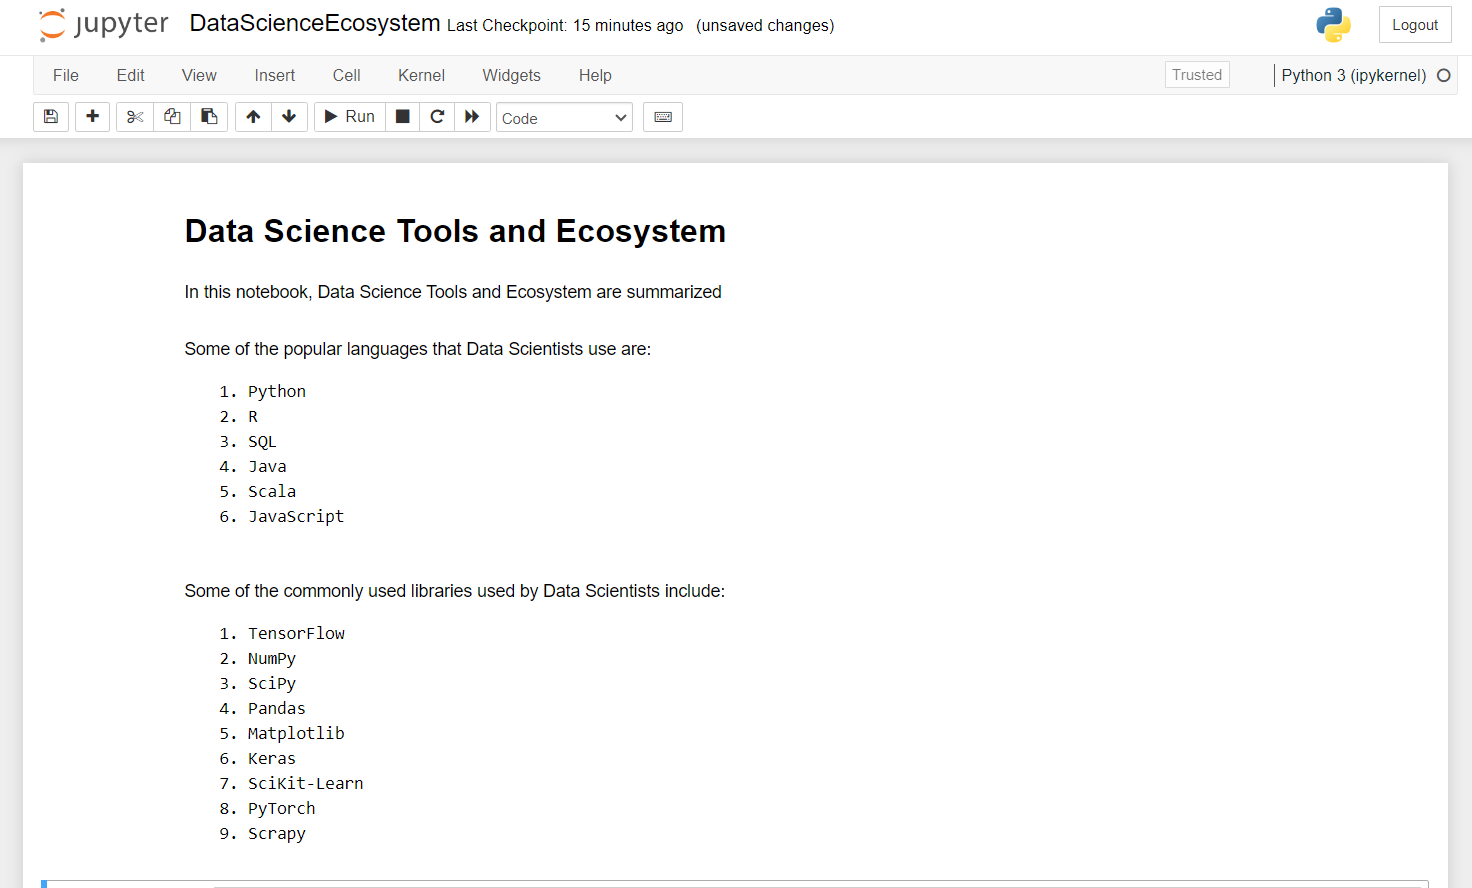 jupyter DataScienceEcosystem Last Checkpoint: 15 minutes ago (unsaved changes) Logout
File Edit View Insert Cell Kernel Widgets Help Trusted Python 3 (ipykernel)
Run Code
Data Science Tools and Ecosystem
In this notebook, Data Science Tools and Ecosystem are summarized
Some of the popular languages that Data Scientists use are:
1. Python
2. R
3. SQL
4. Java
5. Scala
6. JavaScript
Some of the commonly used libraries used by Data Scientists include:
1. TensorFlow
2. NumPy
3. SciPy
4. Pandas
5. Matplotlib
6. Keras
7. SciKit-Learn
8. PyTorch
9. Scrapy